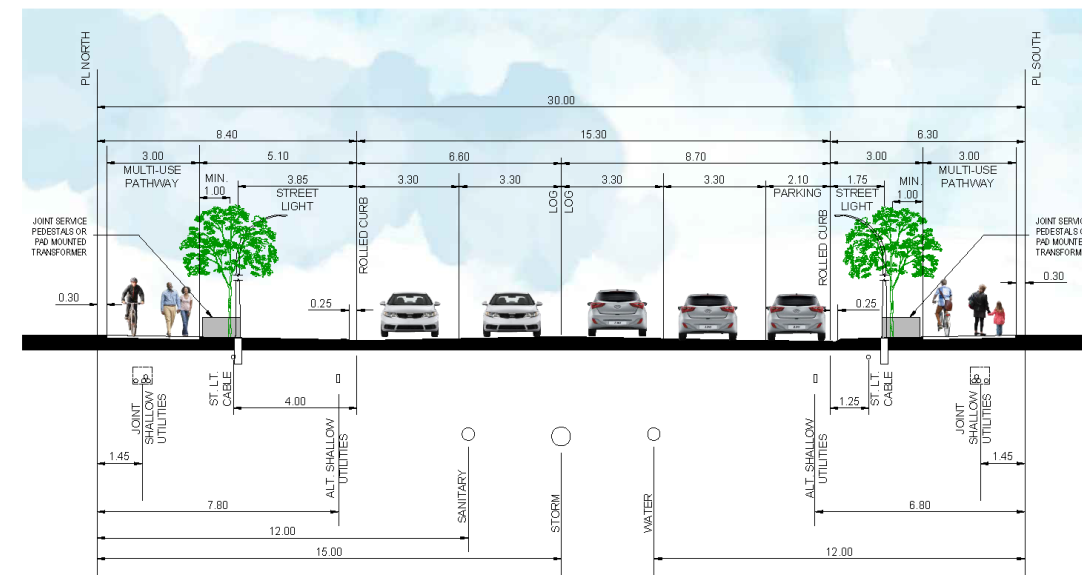 PL NORTH
PL SOUTH
30.00
8.40
15.30
6.30
3.00
5.10
6.60
8.70
3.00
3.00
MULTI-USE
PATHWAY
MIN.
1.00
3.85
STREET
LIGHT
3.30
3.30
3.30
3.30
2.10
PARKING
1.75
STREET
LIGHT
MIN.
1.00
MULTI-USE
PATHWAY
LOG
LOG
ROLLED CURB
ROLLED CURB
JOINT SERVICE
PEDESTALS OR
PAD MOUNTED
TRANSFORMER
JOINT SERVIC
PEDESTALS O
PAD MOUNTE
TRANSFORM
0.30
0.25
0.25
0.30
JOINT
SHALLOW
UTILITIES
ST. LT.
CABLE
4.00
ALT. SHALLOW
UTILITIES
SANITARY
STORM
WATER
ALT. SHALLOW
UTILITIES
1.25
ST. LT.
CABLE
JOINT
SHALLOW
UTILITIES
1.45
1.45
7.80
6.80
12.00
15.00
12.00